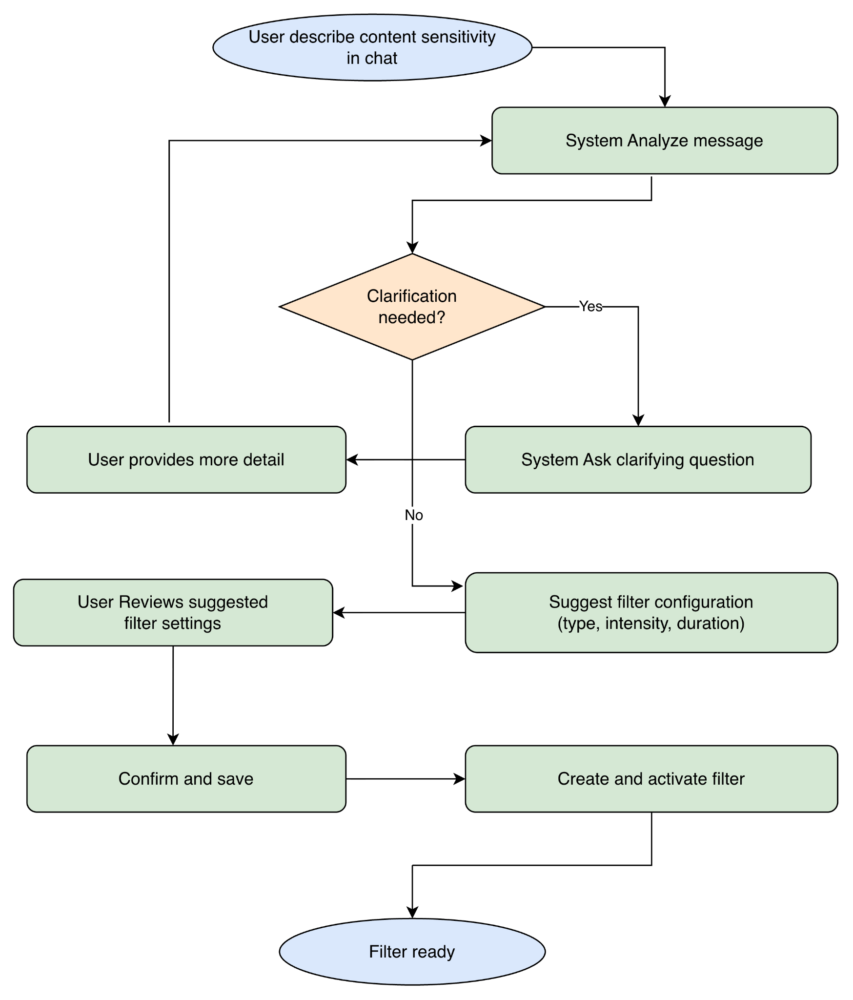 User describe content sensitivity
in chat
System Analyze message
Clarification
needed?
Yes
User provides more detail
System Ask clarifying question
No
User Reviews suggested
filter settings
Suggest filter configuration
(type, intensity, duration)
Confirm and save
Create and activate filter
Filter ready